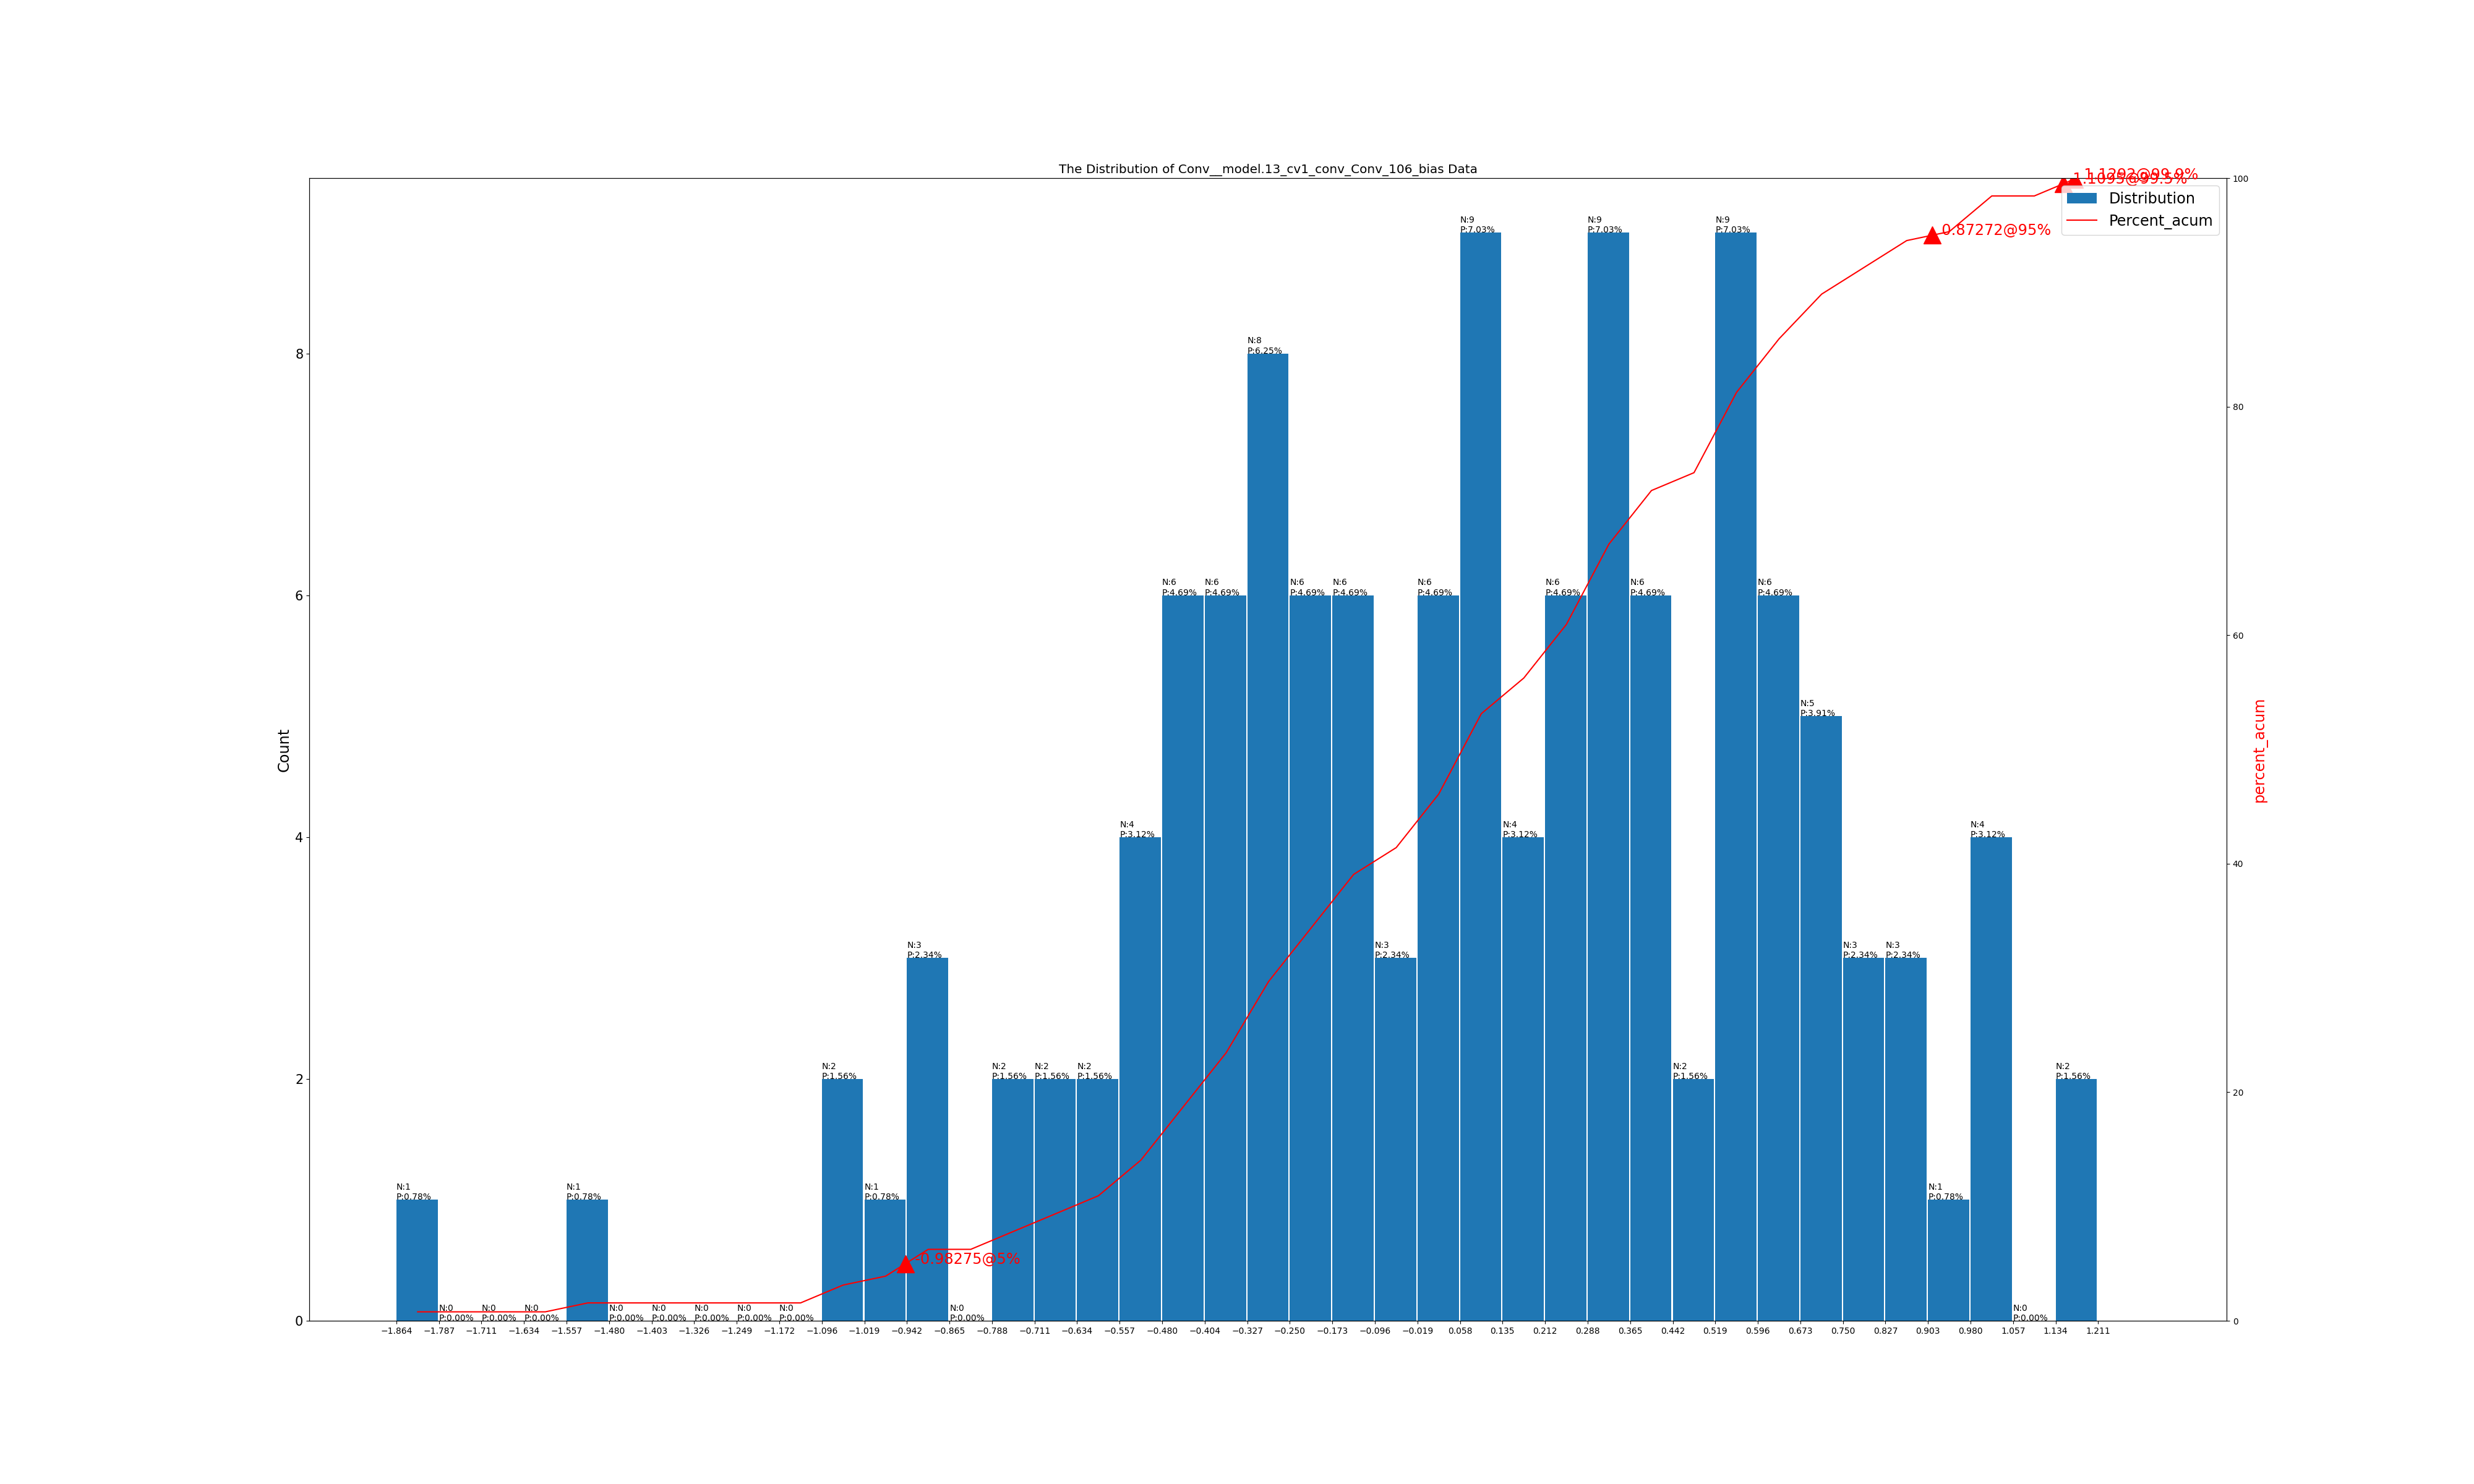 The Distribution of Conv__model.13_cv1_conv_Conv_106_bias Data
1.1292@99.9%
1.1095@99.5%
Distribution
Percent_acum
0.87272@95%
-0.98275@5%
Count
percent_acum
8
6
4
2
0
100
80
60
40
20
0
N:1
P:0.78%
N:0
P:0.00%
N:0
P:0.00%
N:0
P:0.00%
N:1
P:0.78%
N:0
P:0.00%
N:0
P:0.00%
N:0
P:0.00%
N:0
P:0.00%
N:0
P:0.00%
N:2
P:1.56%
N:1
P:0.78%
N:3
P:2.34%
N:0
P:0.00%
N:2
P:1.56%
N:2
P:1.56%
N:2
P:1.56%
N:4
P:3.12%
N:6
P:4.69%
N:6
P:4.69%
N:8
P:6.25%
N:6
P:4.69%
N:6
P:4.69%
N:3
P:2.34%
N:6
P:4.69%
N:9
P:7.03%
N:4
P:3.12%
N:6
P:4.69%
N:9
P:7.03%
N:6
P:4.69%
N:2
P:1.56%
N:9
P:7.03%
N:6
P:4.69%
N:5
P:3.91%
N:3
P:2.34%
N:3
P:2.34%
N:1
P:0.78%
N:4
P:3.12%
N:0
P:0.00%
N:2
P:1.56%
−1.864 −1.787 −1.711 −1.634 −1.557 −1.480 −1.403 −1.326 −1.249 −1.172 −1.096 −1.019 −0.942 −0.865 −0.788 −0.711 −0.634 −0.557 −0.480 −0.404 −0.327 −0.250 −0.173 −0.096 −0.019 0.058 0.135 0.212 0.288 0.365 0.442 0.519 0.596 0.673 0.750 0.827 0.903 0.980 1.057 1.134 1.211